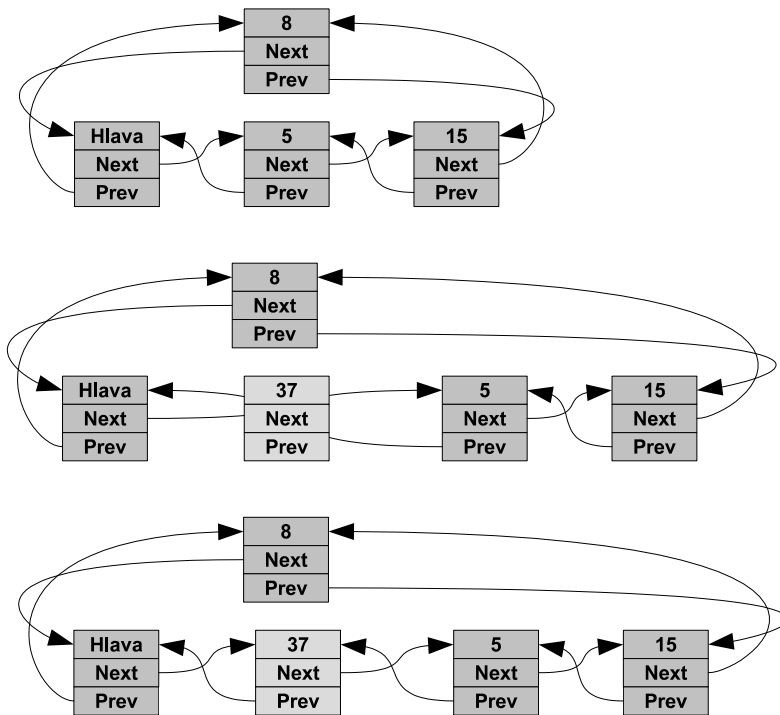 8
Next
Prev
Hlava 5 15
Next Next Next
Prev Prev Prev
8
Next
Prev
Hlava 37 5 15
Next Next Next Next
Prev Prev Prev Prev
8
Next
Prev
Hlava 37 5 15
Next Next Next Next
Prev Prev Prev Prev